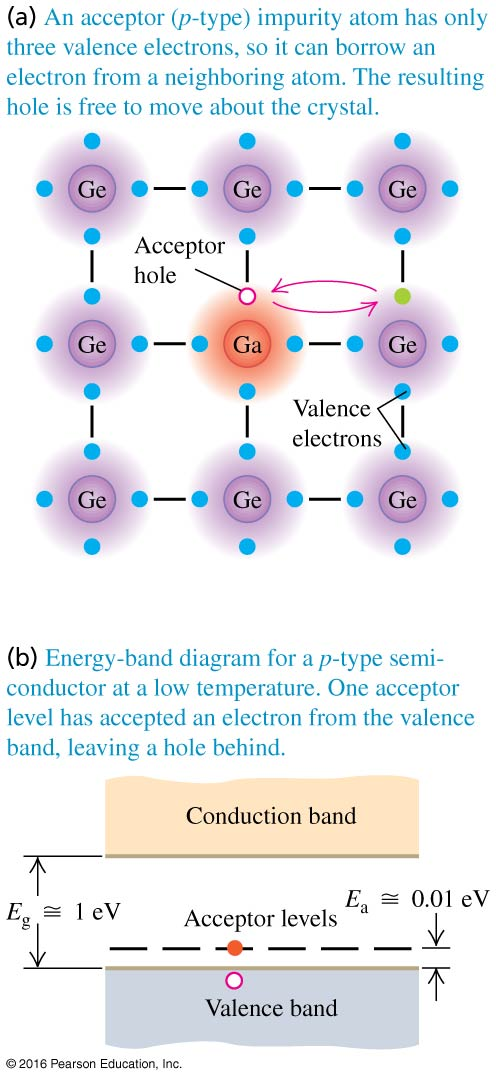 (a) An acceptor (p-type) impurity atom has only
three valence electrons, so it can borrow an
electron from a neighboring atom. The resulting
hole is free to move about the crystal.
Ge Ge Ge
Acceptor
hole
Ge Ga Ge
Valence
electrons
Ge Ge Ge
(b) Energy-band diagram for a p-type semi-
conductor at a low temperature. One acceptor
level has accepted an electron from the valence
band, leaving a hole behind.
Conduction band
Eg ≅ 1 eV
Ea ≅ 0.01 eV
Acceptor levels
Valence band
© 2016 Pearson Education, Inc.